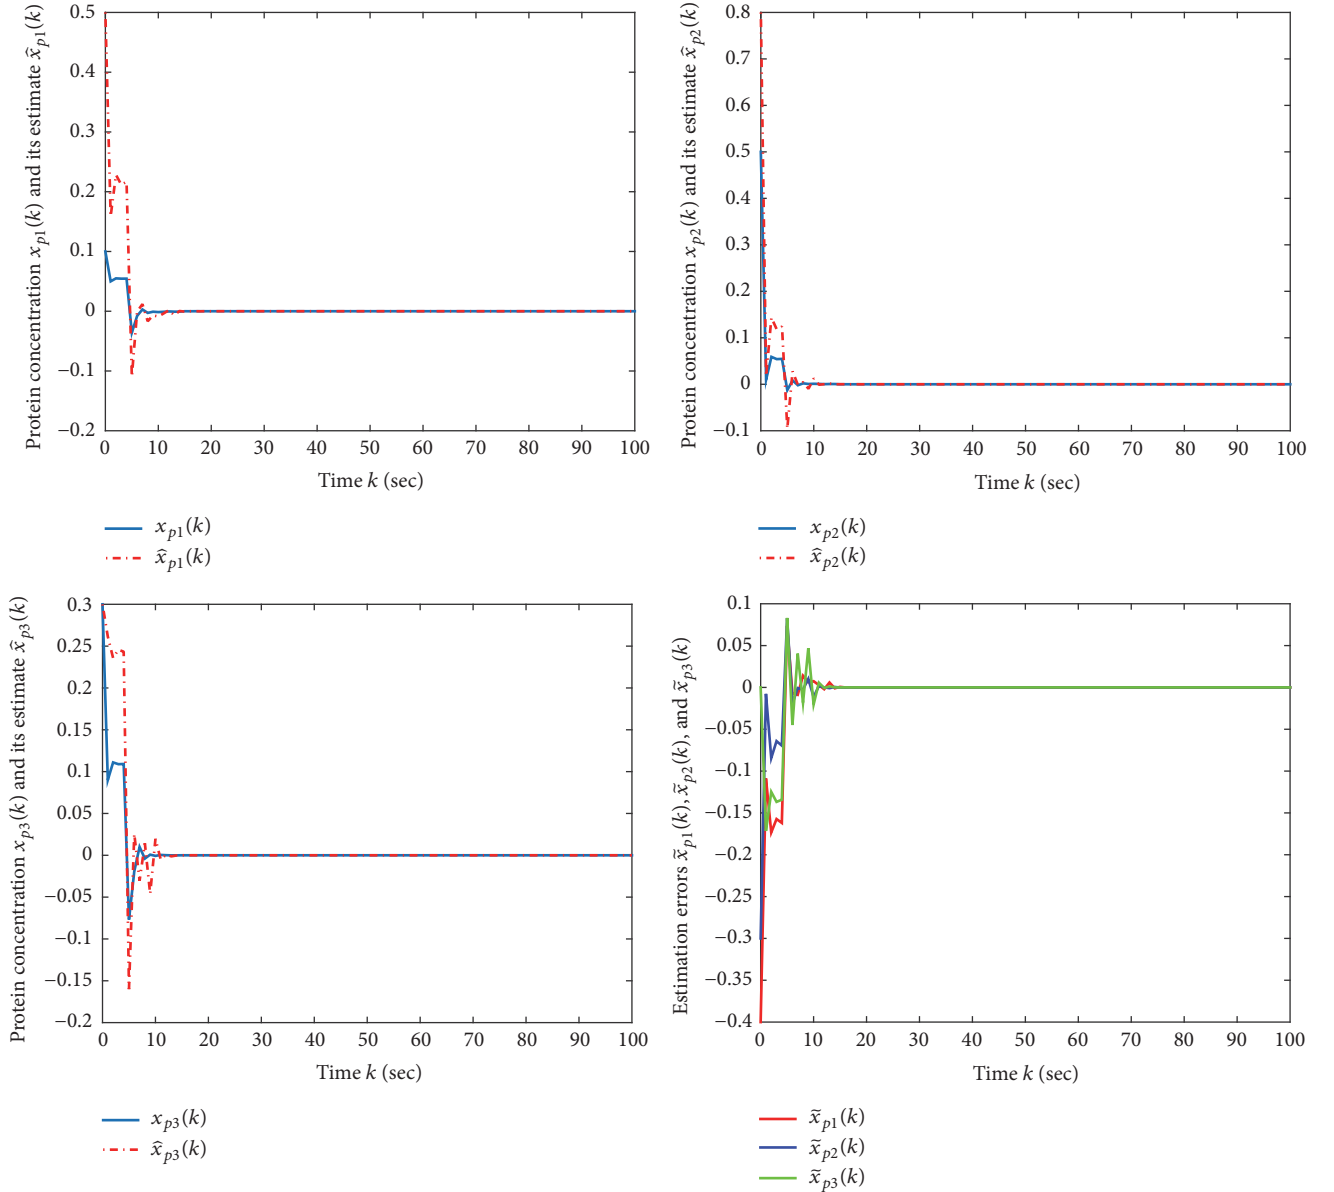 Protein concentration x_{p1}(k) and its estimate x̂_{p1}(k)
0.5
0.4
0.3
0.2
0.1
0
−0.1
−0.2
0 10 20 30 40 50 60 70 80 90 100
Time k (sec)
x_{p1}(k)
x̂_{p1}(k)
Protein concentration x_{p2}(k) and its estimate x̂_{p2}(k)
0.8
0.7
0.6
0.5
0.4
0.3
0.2
0.1
0
−0.1
0 10 20 30 40 50 60 70 80 90 100
Time k (sec)
x_{p2}(k)
x̂_{p2}(k)
Protein concentration x_{p3}(k) and its estimate x̂_{p3}(k)
0.3
0.25
0.2
0.15
0.1
0.05
0
−0.05
−0.1
−0.15
−0.2
0 10 20 30 40 50 60 70 80 90 100
Time k (sec)
x_{p3}(k)
x̂_{p3}(k)
Estimation errors x̃_{p1}(k), x̃_{p2}(k), and x̃_{p3}(k)
0.1
0.05
0
−0.05
−0.1
−0.15
−0.2
−0.25
−0.3
−0.35
−0.4
0 10 20 30 40 50 60 70 80 90 100
Time k (sec)
x̃_{p1}(k)
x̃_{p2}(k)
x̃_{p3}(k)